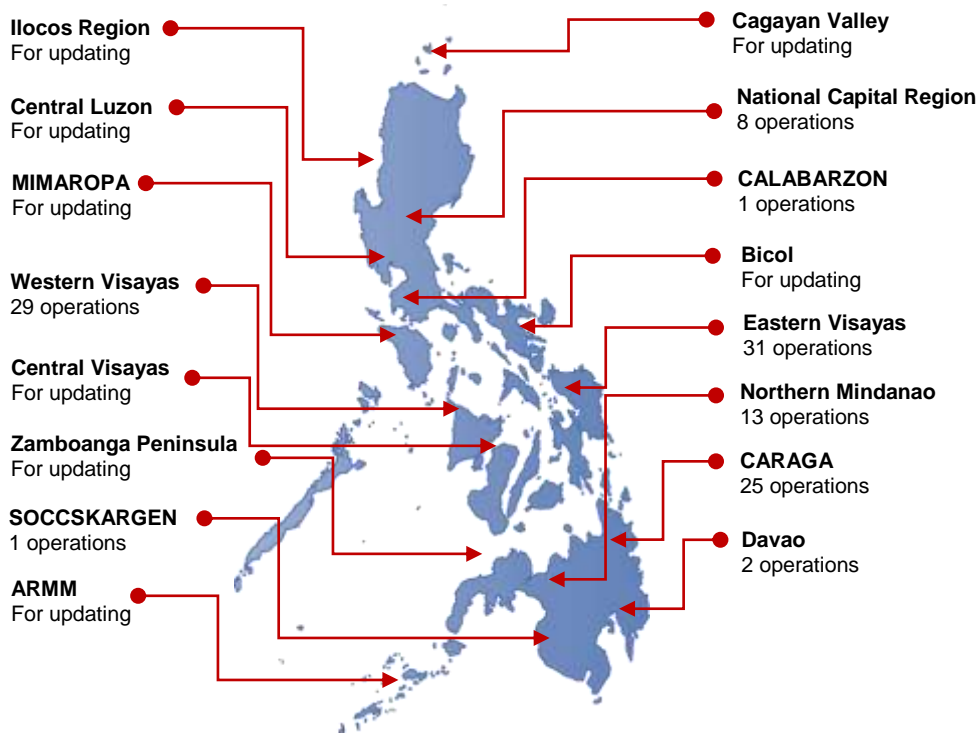 Ilocos Region
For updating
Central Luzon
For updating
MIMAROPA
For updating
Western Visayas
29 operations
Central Visayas
For updating
Zamboanga Peninsula
For updating
SOCCSKARGEN
1 operations
ARMM
For updating
Cagayan Valley
For updating
National Capital Region
8 operations
CALABARZON
1 operations
Bicol
For updating
Eastern Visayas
31 operations
Northern Mindanao
13 operations
CARAGA
25 operations
Davao
2 operations